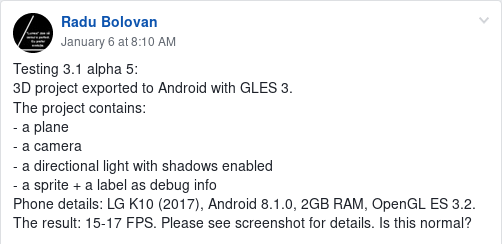 Radu Bolovan
January 6 at 8:10 AM
Testing 3.1 alpha 5:
3D project exported to Android with GLES 3.
The project contains:
- a plane
- a camera
- a directional light with shadows enabled
- a sprite + a label as debug info
Phone details: LG K10 (2017), Android 8.1.0, 2GB RAM, OpenGL ES 3.2.
The result: 15-17 FPS. Please see screenshot for details. Is this normal?